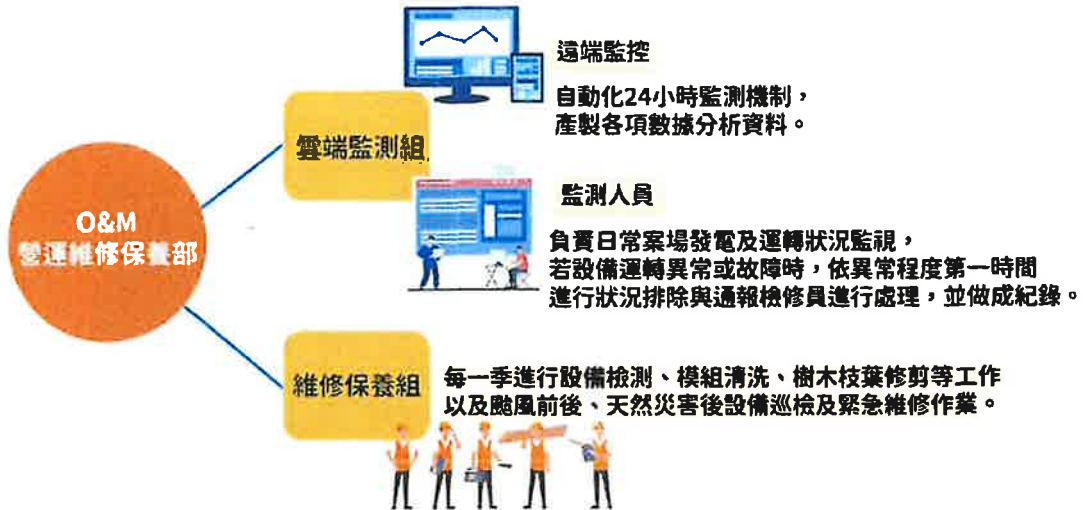 O&M
營運維修保養部
雲端監測組
遠端監控
自動化24小時監測機制，
產製各項數據分析資料。
監測人員
負責日常案場發電及運轉狀況監視，
若設備運轉異常或故障時，依異常程度第一時間
進行狀況排除與通報檢修員進行處理，並做成紀錄。
維修保養組
每一季進行設備檢測、模組清洗、樹木枝葉修剪等工作
以及颱風前後、天然災害後設備巡檢及緊急維修作業。